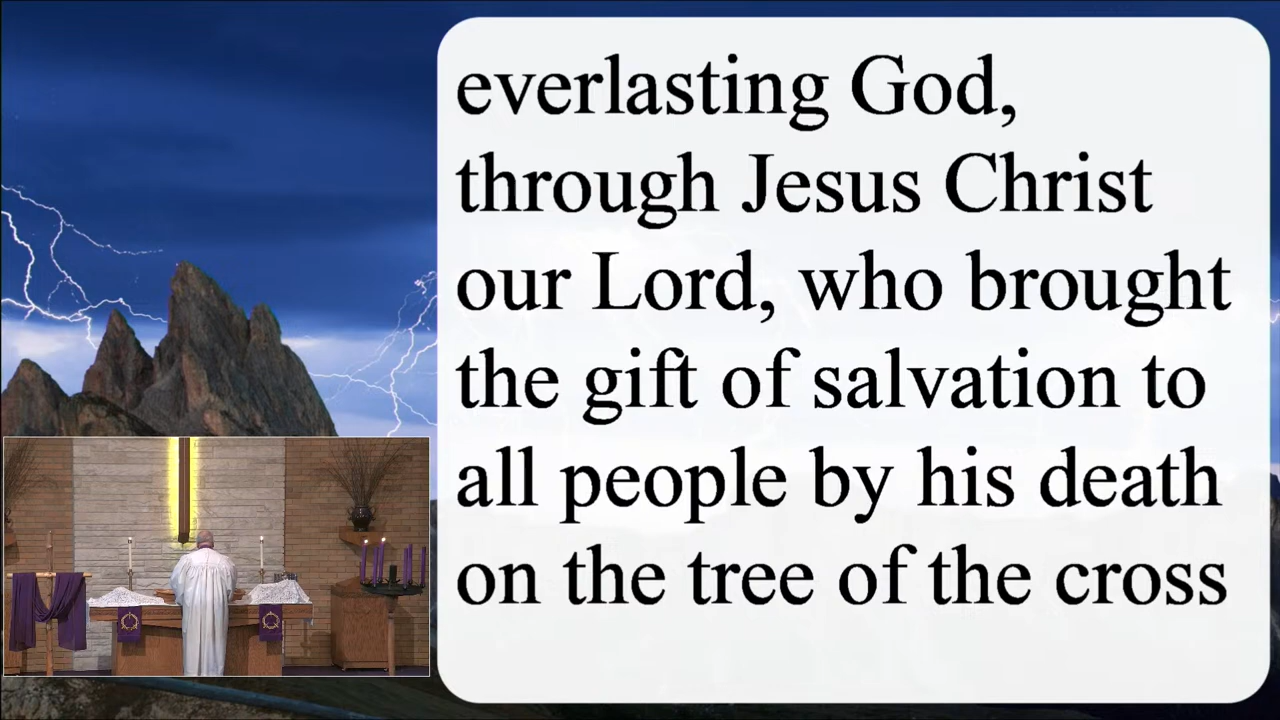 everlasting God,
through Jesus Christ
our Lord, who brought
the gift of salvation to
all people by his death
on the tree of the cross